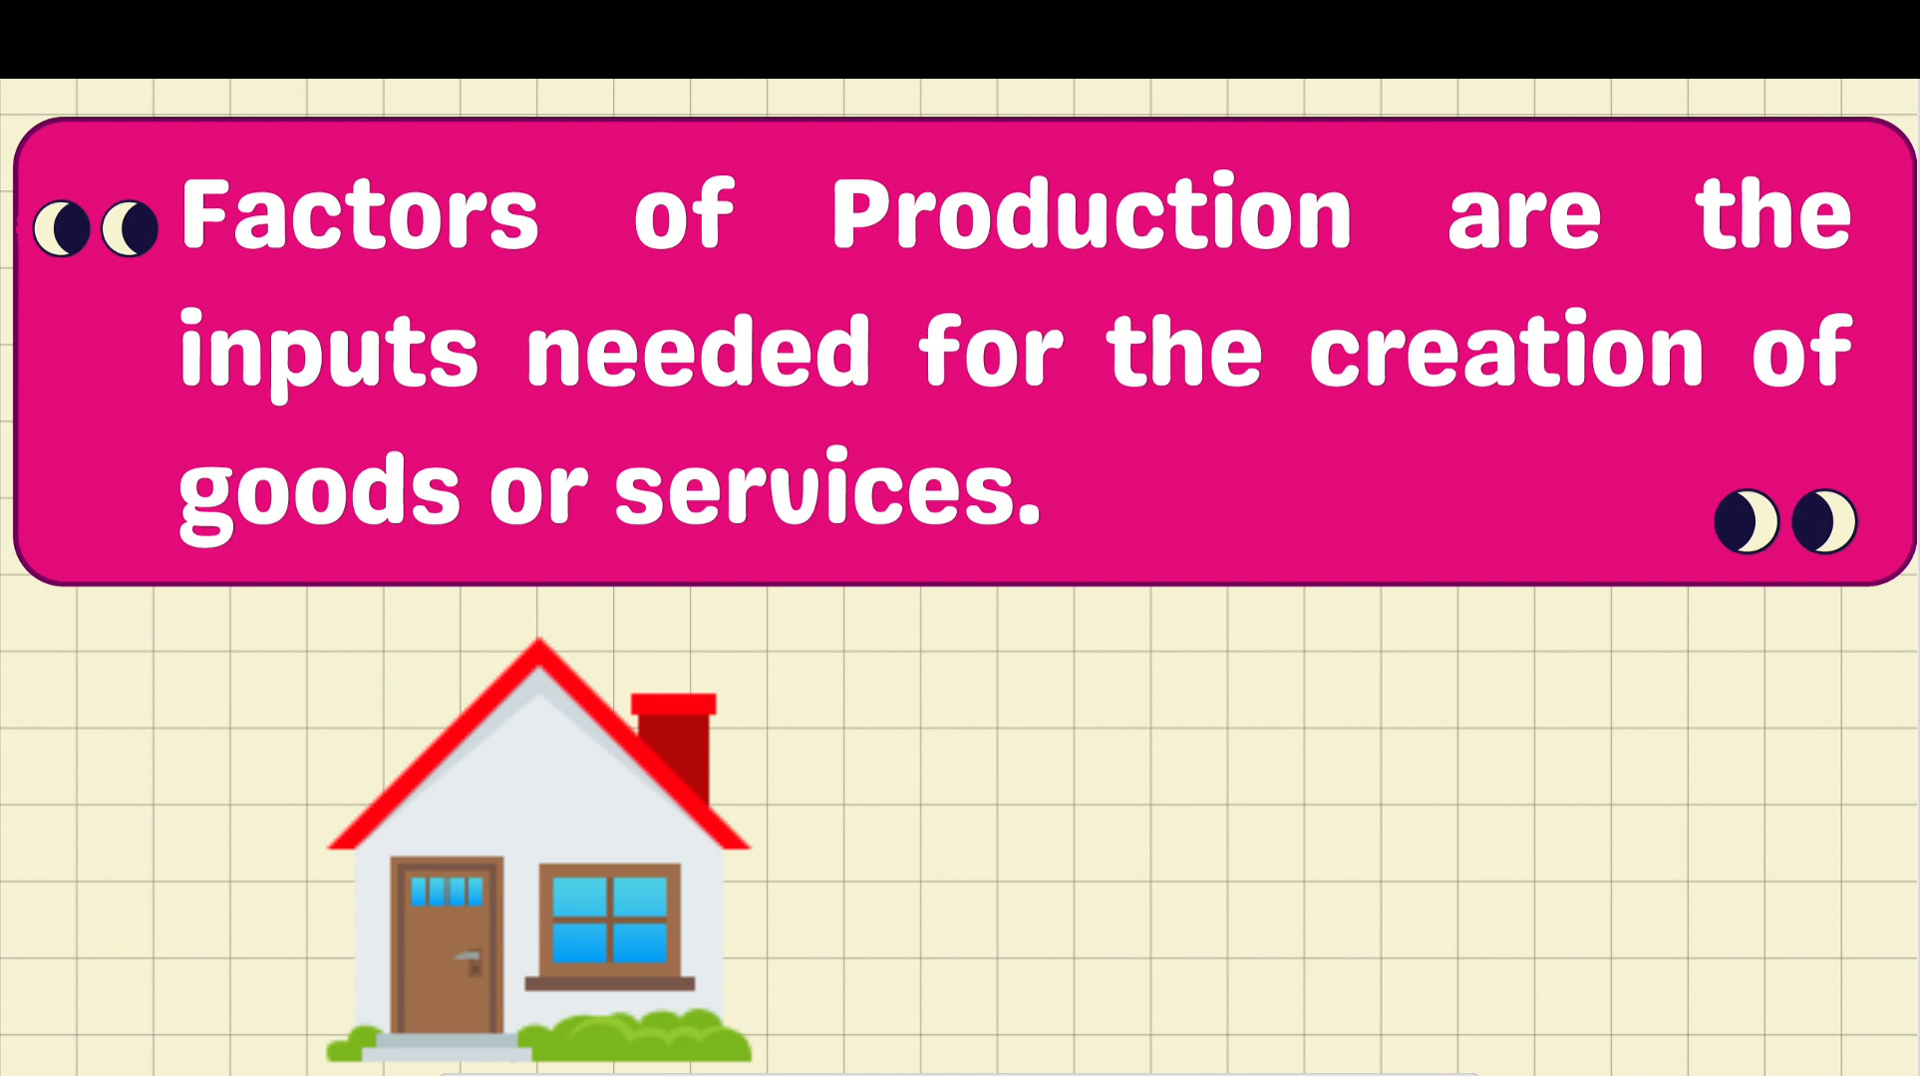 Factors of Production are the
inputs needed for the creation of
goods or services.